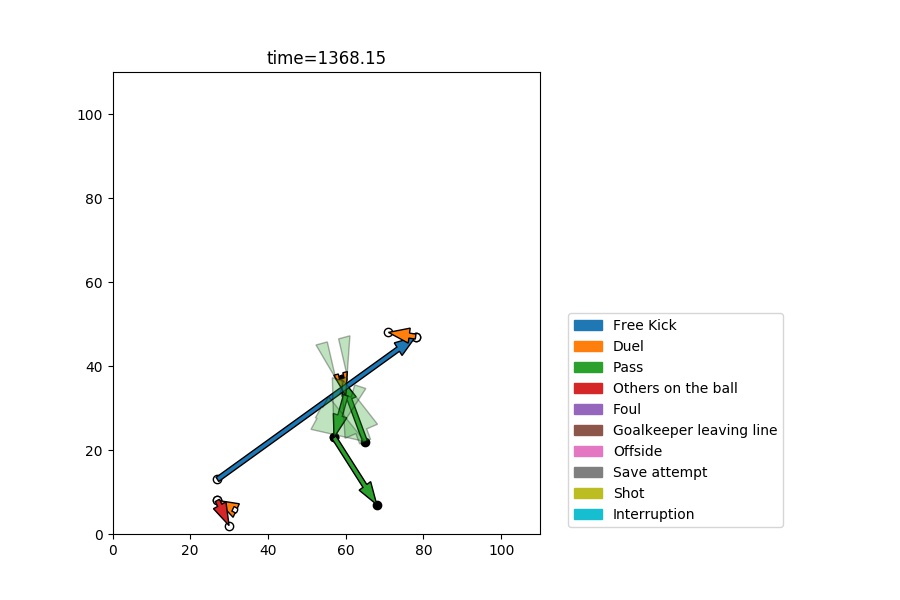 time=1368.15
100
80
60
40
20
0
0 20 40 60 80 100
Free Kick
Duel
Pass
Others on the ball
Foul
Goalkeeper leaving line
Offside
Save attempt
Shot
Interruption